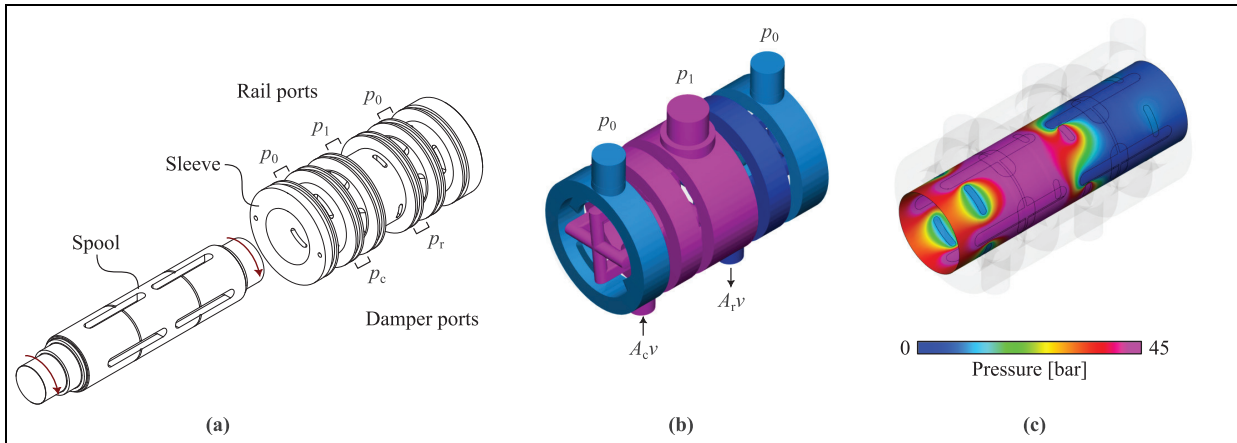 Rail ports
p0
p1
p0
Sleeve
Spool
pr
pc
Damper ports
(a)
p0
p1
p0
Arv
Acv
(b)
0
45
Pressure [bar]
(c)